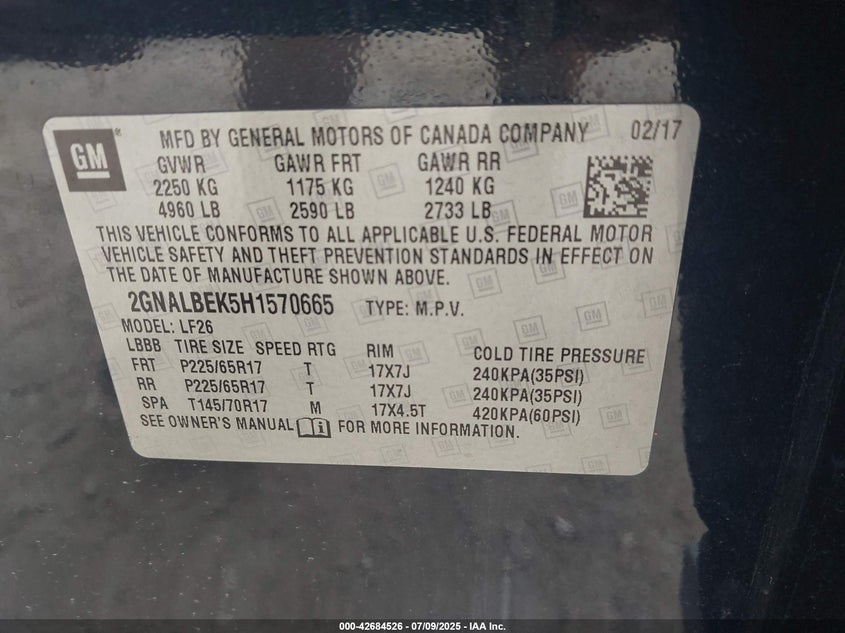 GM
MFD BY GENERAL MOTORS OF CANADA COMPANY 02/17
GVWR GAWR FRT GAWR RR
2250 KG 1175 KG 1240 KG
4960 LB 2590 LB 2733 LB
THIS VEHICLE CONFORMS TO ALL APPLICABLE U.S. FEDERAL MOTOR
VEHICLE SAFETY AND THEFT PREVENTION STANDARDS IN EFFECT ON
THE DATE OF MANUFACTURE SHOWN ABOVE.
2GNALBEK5H1570665 TYPE: M.P.V.
MODEL: LF26
LBBB TIRE SIZE SPEED RTG RIM COLD TIRE PRESSURE
FRT P225/65R17 T 17X7J 240KPA(35PSI)
RR P225/65R17 T 17X7J 240KPA(35PSI)
SPA T145/70R17 M 17X4.5T 420KPA(60PSI)
SEE OWNER'S MANUAL FOR MORE INFORMATION.
000-42684526 / 07/09/2025 - IAA Inc.